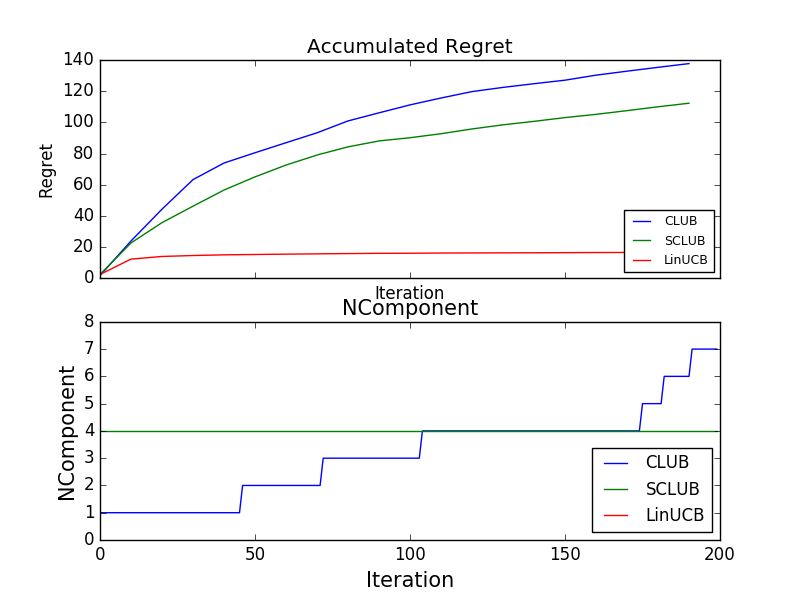 Accumulated Regret
140
120
100
80
60
40
20
0
Regret
CLUB
SCLUB
LinUCB
Iteration
NComponent
8
7
6
5
4
3
2
1
0
NComponent
CLUB
SCLUB
LinUCB
0 50 100 150 200
Iteration